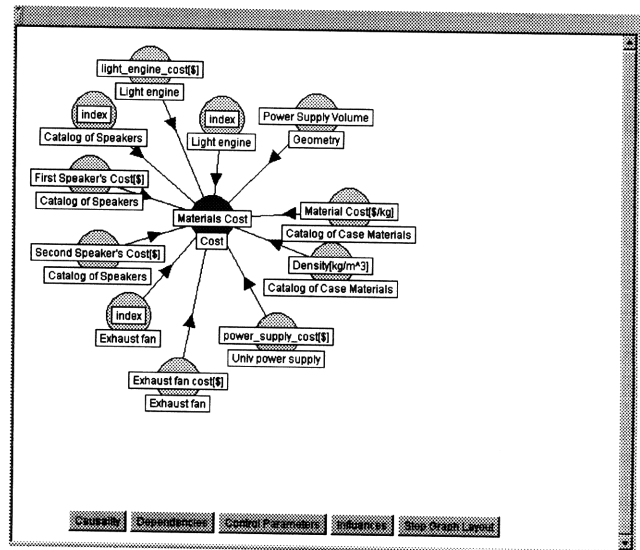 light_engine_cost[$]
Light engine
index
Catalog of Speakers
index
Light engine
Power Supply Volume
Geometry
First Speaker's Cost[$]
Catalog of Speakers
Materials Cost
Cost
Material Cost[$/kg]
Catalog of Case Materials
Second Speaker's Cost[$]
Catalog of Speakers
Density[kg/m^3]
Catalog of Case Materials
index
Exhaust fan
power_supply_cost[$]
Univ power supply
Exhaust fan cost[$]
Exhaust fan
Causality Dependencies Control Parameters Influences Stop Graph Layout